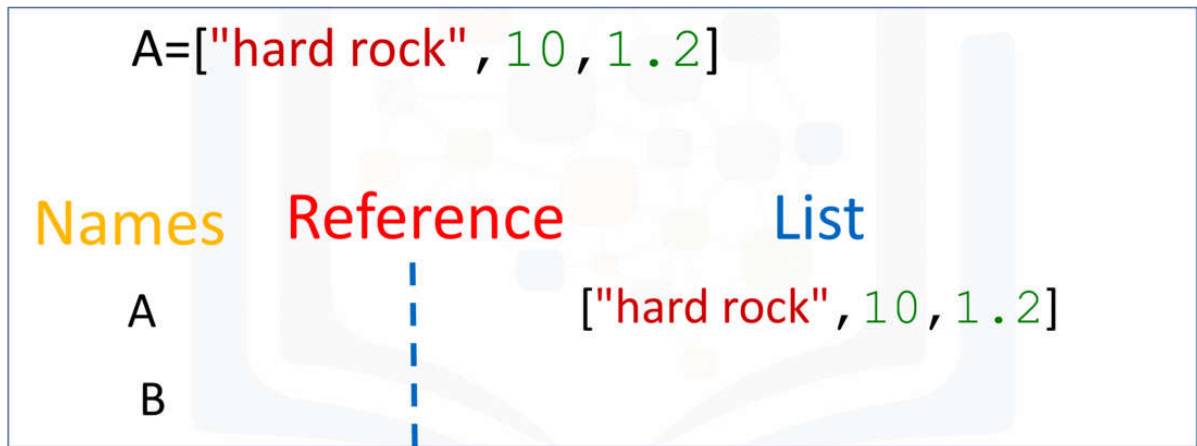 A=["hard rock",10,1.2]
Names Reference List
A ["hard rock",10,1.2]
B